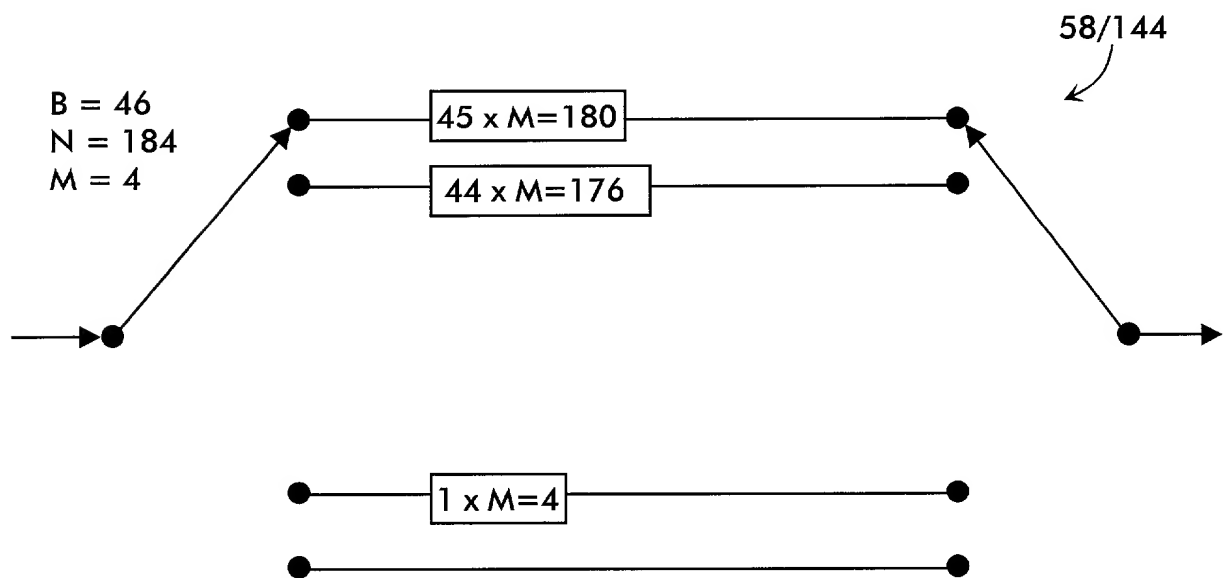 58/144
B = 46
N = 184
M = 4
45 x M=180
44 x M=176
1 x M=4